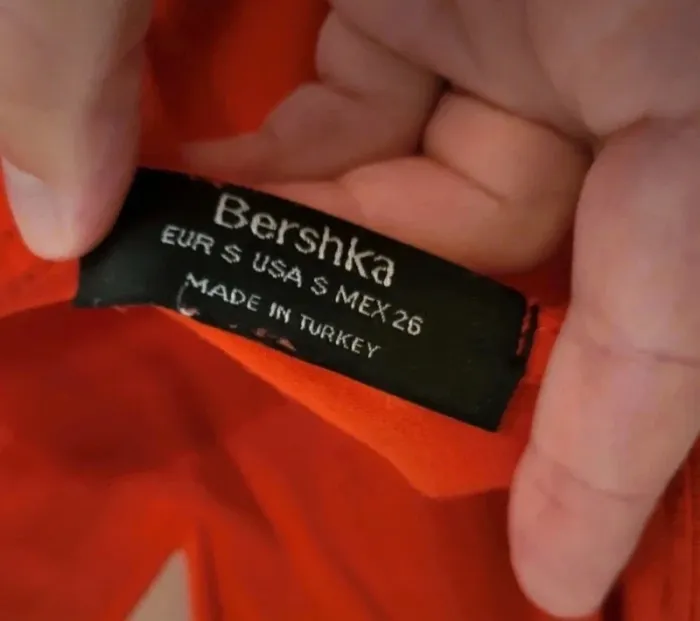 Bershka
EUR S USA S MEX 26
MADE IN TURKEY